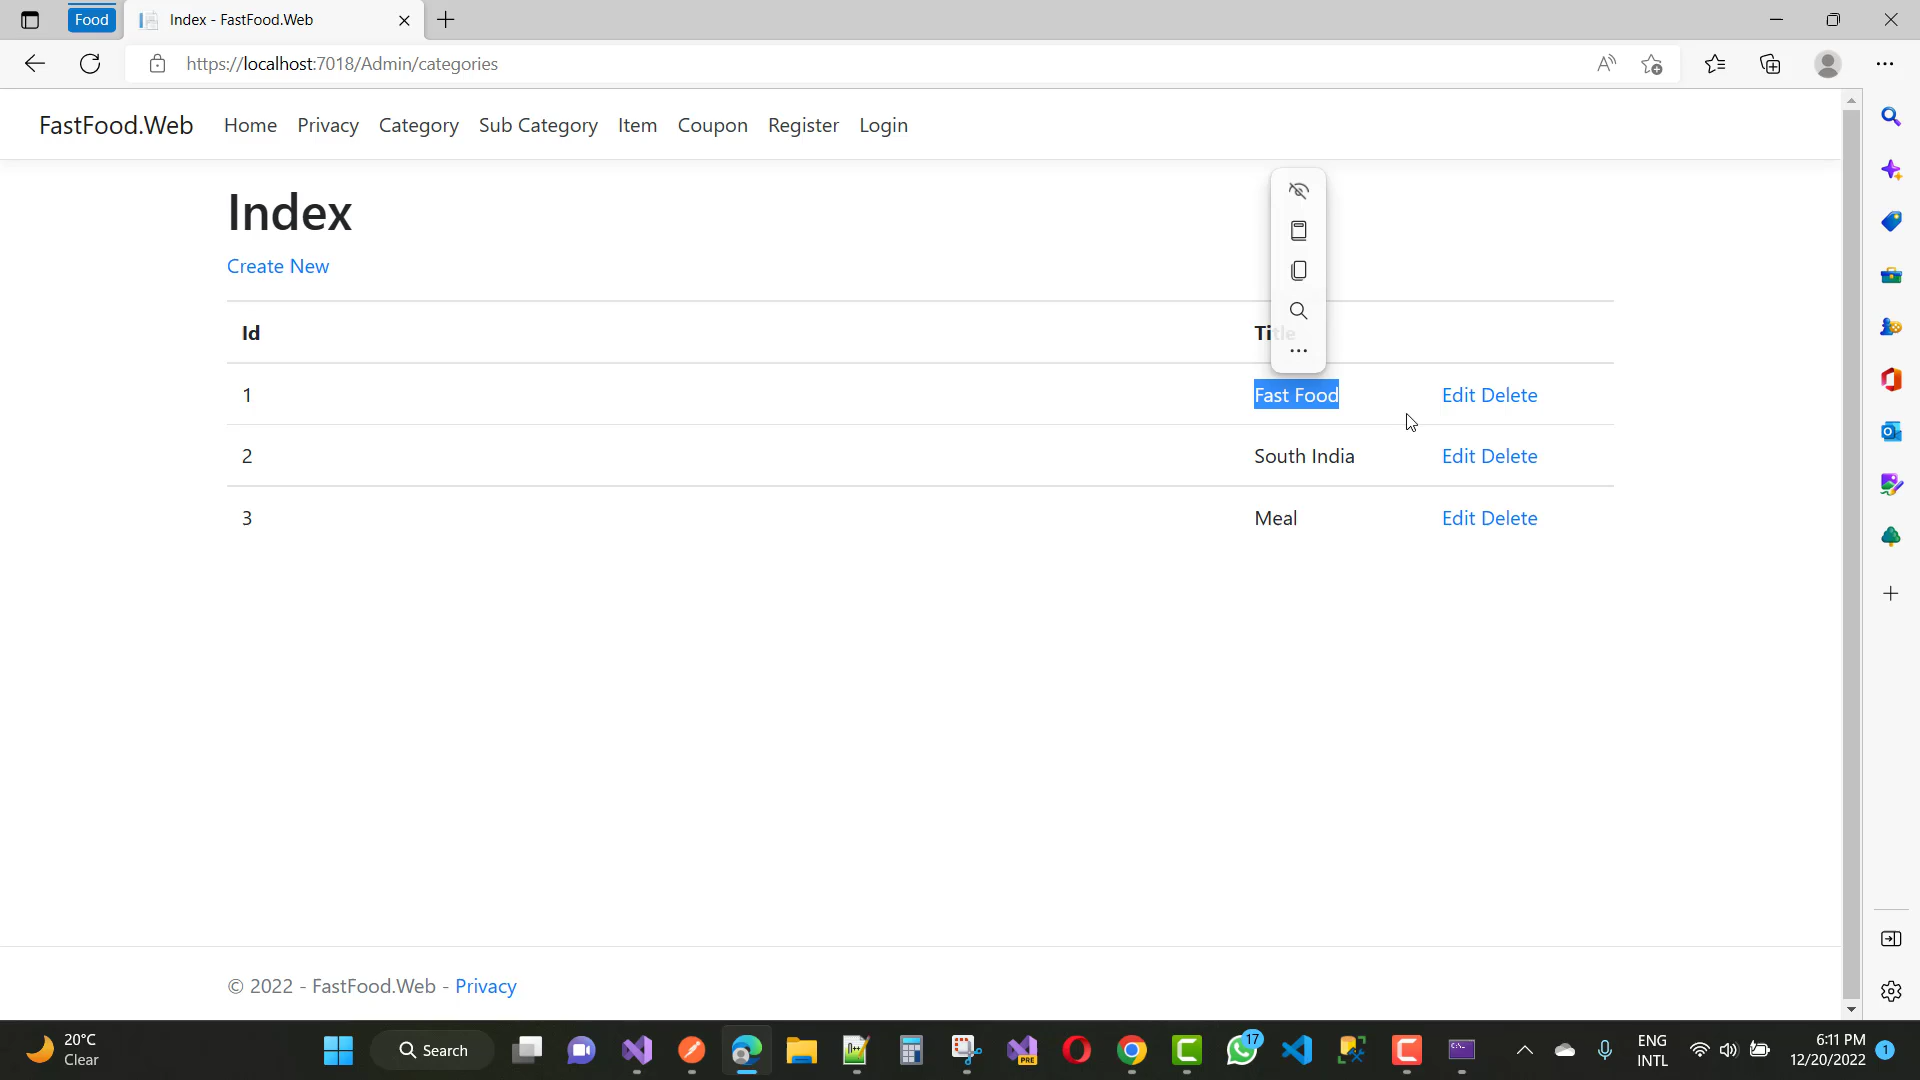 Food
Index - FastFood.Web
https://localhost:7018/Admin/categories
FastFood.Web Home Privacy Category Sub Category Item Coupon Register Login
Index
Create New
Id Title
1 Fast Food Edit Delete
2 South India Edit Delete
3 Meal Edit Delete
© 2022 - FastFood.Web - Privacy
20°C
Clear
Search
17
PRE
ENG
INTL
6:11 PM
12/20/2022
1